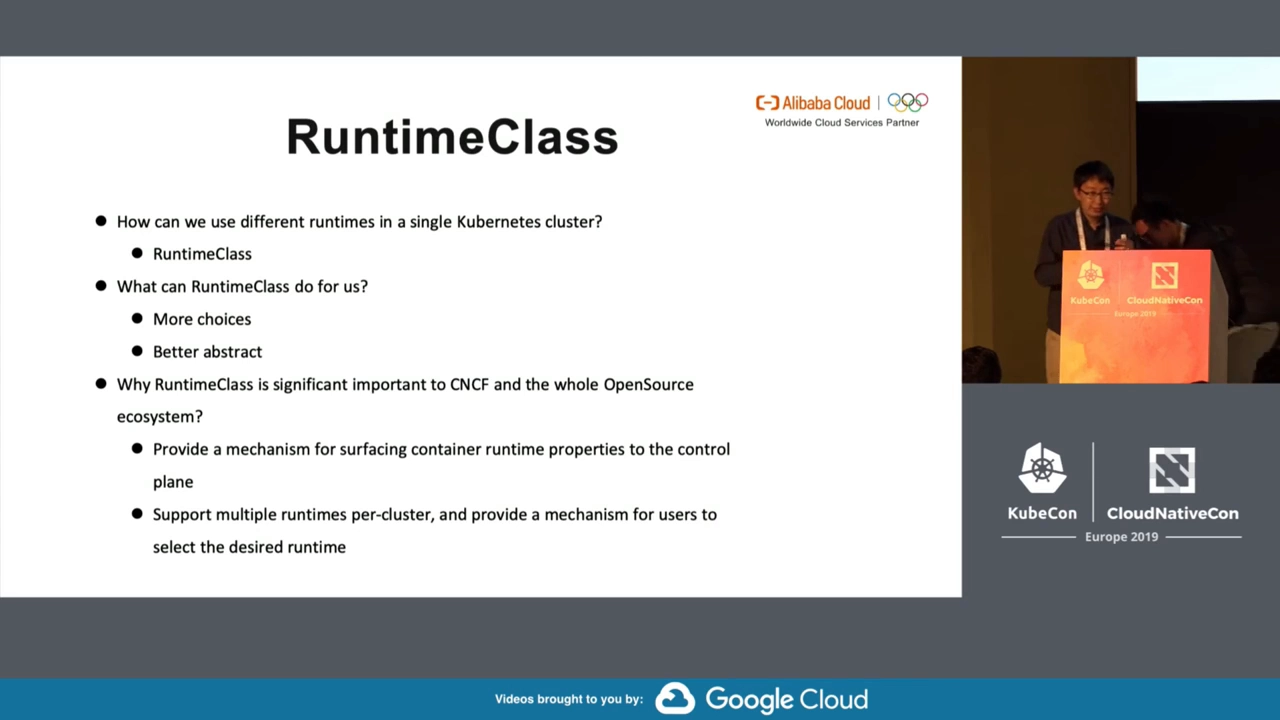 Alibaba Cloud
Worldwide Cloud Services Partner
RuntimeClass
How can we use different runtimes in a single Kubernetes cluster?
RuntimeClass
What can RuntimeClass do for us?
More choices
Better abstract
Why RuntimeClass is significant important to CNCF and the whole OpenSource
ecosystem?
Provide a mechanism for surfacing container runtime properties to the control
plane
Support multiple runtimes per-cluster, and provide a mechanism for users to
select the desired runtime
KubeCon
CloudNativeCon
Europe 2019
KubeCon
CloudNativeCon
Europe 2019
Videos brought to you by:
Google Cloud